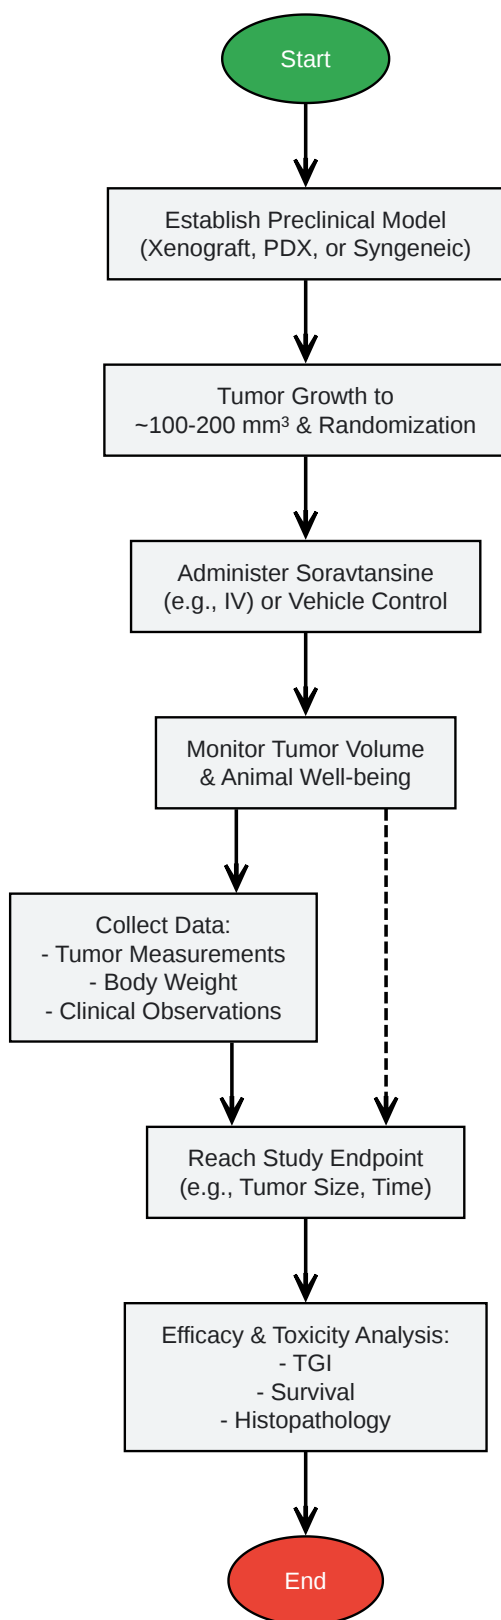 Start
Establish Preclinical Model
(Xenograft, PDX, or Syngeneic)
Tumor Growth to
~100-200 mm³ & Randomization
Administer Soravtansine
(e.g., IV) or Vehicle Control
Monitor Tumor Volume
& Animal Well-being
Collect Data:
- Tumor Measurements
- Body Weight
- Clinical Observations
Reach Study Endpoint
(e.g., Tumor Size, Time)
Efficacy & Toxicity Analysis:
- TGI
- Survival
- Histopathology
End